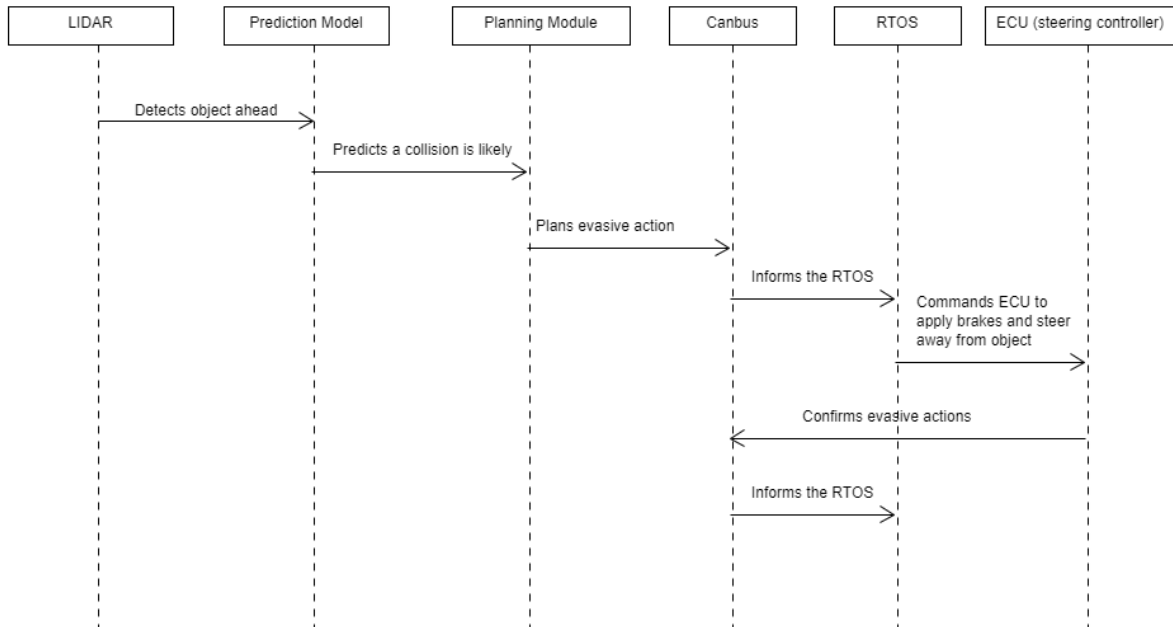 LIDAR
Prediction Model
Planning Module
Canbus
RTOS
ECU (steering controller)
Detects object ahead
Predicts a collision is likely
Plans evasive action
Informs the RTOS
Commands ECU to
apply brakes and steer
away from object
Confirms evasive actions
Informs the RTOS